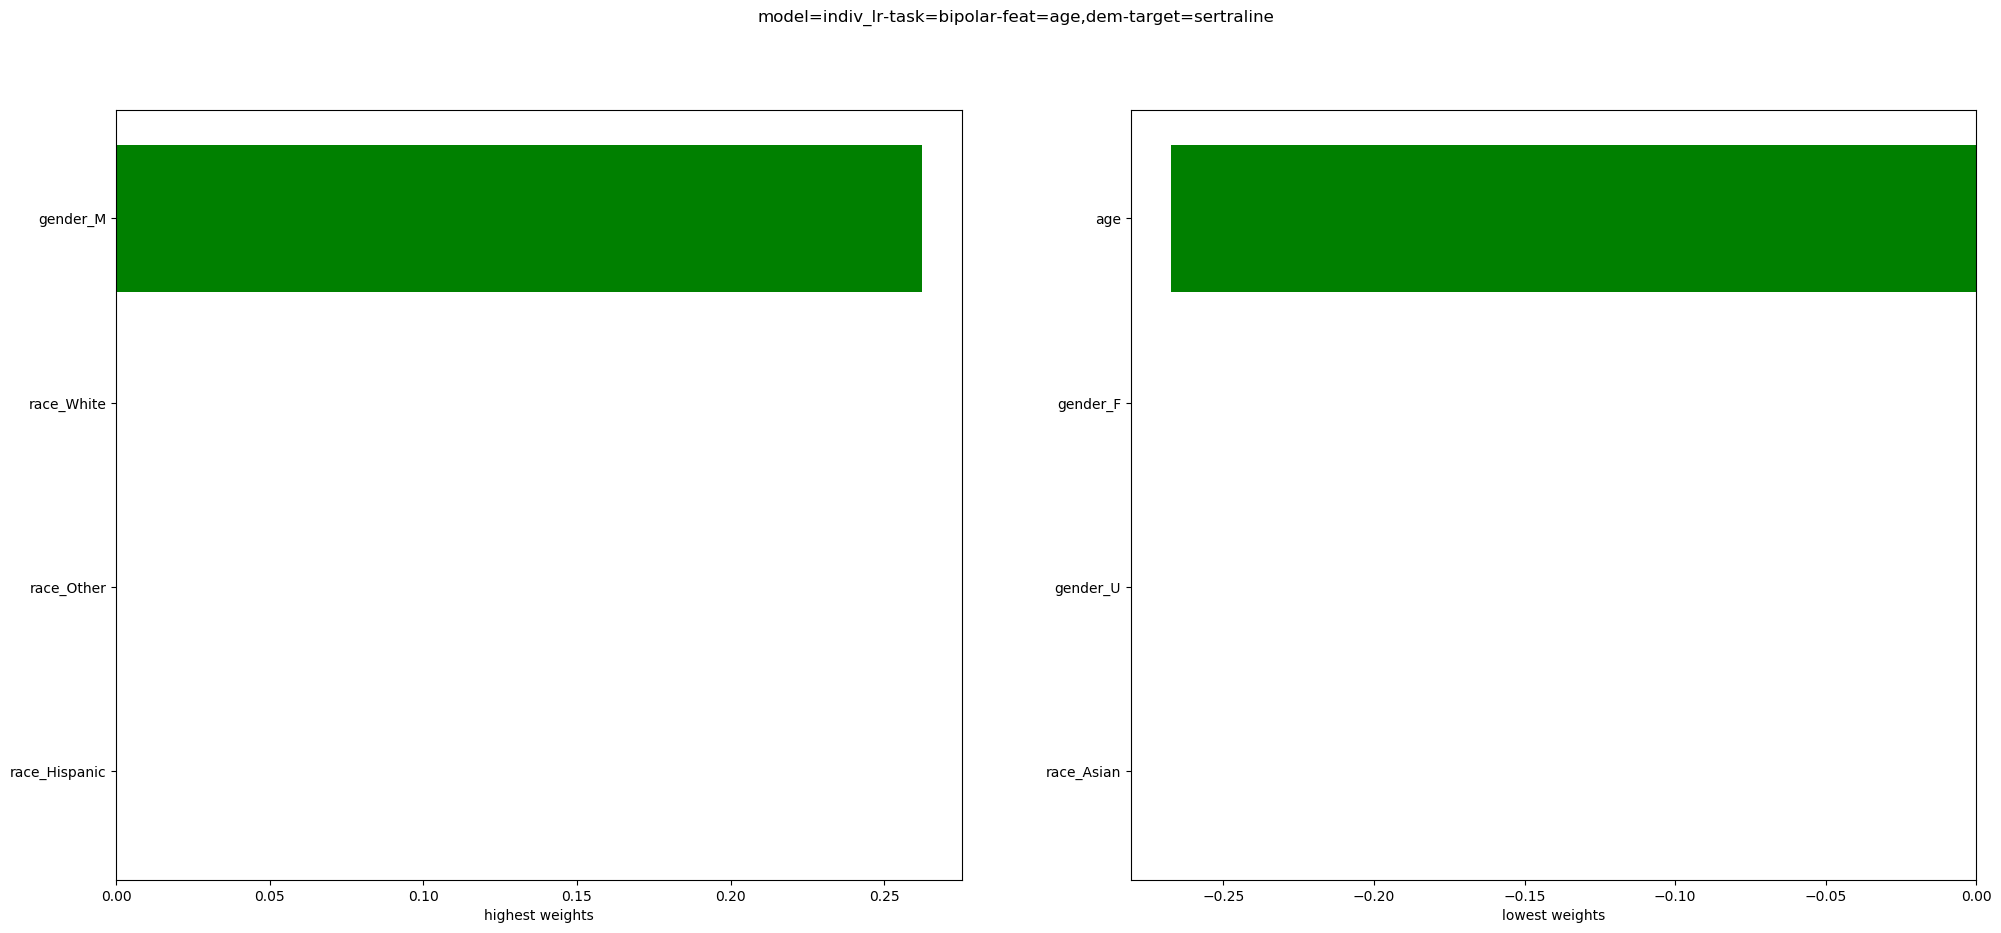 model=indiv_lr-task=bipolar-feat=age,dem-target=sertraline
gender_M
race_White
race_Other
race_Hispanic
0.00 0.05 0.10 0.15 0.20 0.25
highest weights
age
gender_F
gender_U
race_Asian
−0.25 −0.20 −0.15 −0.10 −0.05 0.00
lowest weights